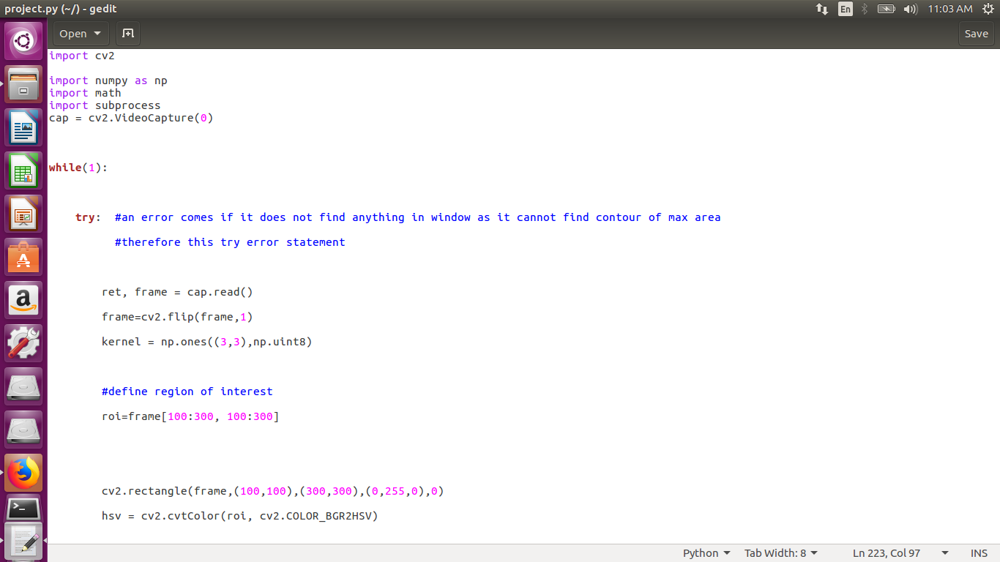 project.py (~/) - gedit
En
11:03 AM
Open
Save
import cv2
import numpy as np
import math
import subprocess
cap = cv2.VideoCapture(0)
while(1):
    try:  #an error comes if it does not find anything in window as it cannot find contour of max area
          #therefore this try error statement
        ret, frame = cap.read()
        frame=cv2.flip(frame,1)
        kernel = np.ones((3,3),np.uint8)
        #define region of interest
        roi=frame[100:300, 100:300]
        cv2.rectangle(frame,(100,100),(300,300),(0,255,0),0)
        hsv = cv2.cvtColor(roi, cv2.COLOR_BGR2HSV)
Python
Tab Width: 8
Ln 223, Col 97
INS